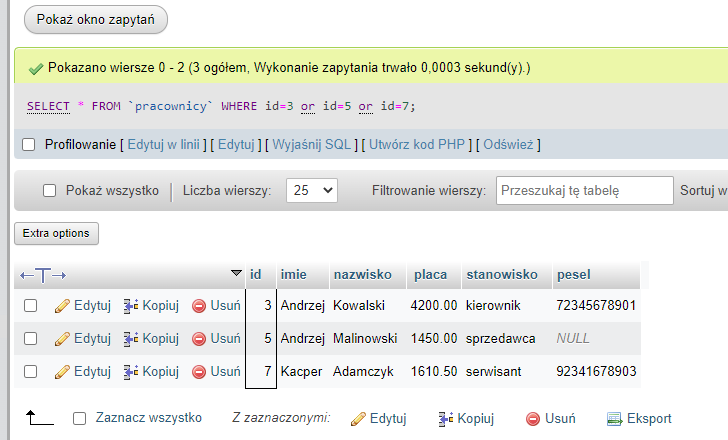 Pokaż okno zapytań
Pokazano wiersze 0 - 2 (3 ogółem, Wykonanie zapytania trwało 0,0003 sekund(y).)
SELECT * FROM `pracownicy` WHERE id=3 or id=5 or id=7;
Profilowanie [ Edytuj w linii ] [ Edytuj ] [ Wyjaśnij SQL ] [ Utwórz kod PHP ] [ Odśwież ]
Pokaż wszystko | Liczba wierszy: 25 Filtrowanie wierszy: Przeszukaj tę tabelę Sortuj w
Extra options
←T→ id imie nazwisko placa stanowisko pesel
Edytuj Kopiuj Usuń 3 Andrzej Kowalski 4200.00 kierownik 72345678901
Edytuj Kopiuj Usuń 5 Andrzej Malinowski 1450.00 sprzedawca NULL
Edytuj Kopiuj Usuń 7 Kacper Adamczyk 1610.50 serwisant 92341678903
Zaznacz wszystko Z zaznaczonymi: Edytuj Kopiuj Usuń Eksport